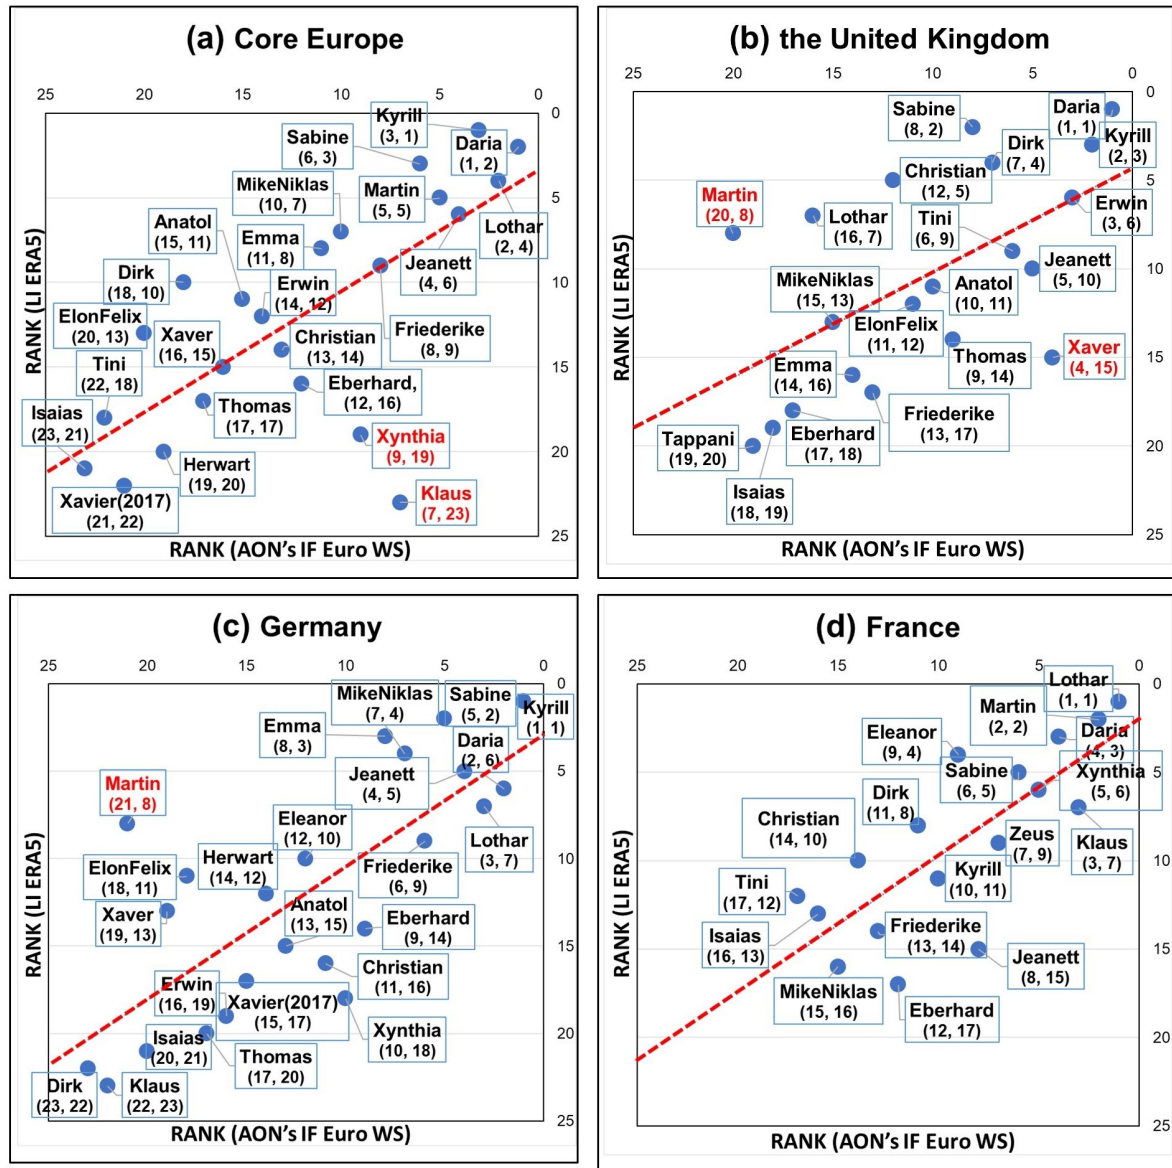 (a) Core Europe
25 20 15 10 5 0
0
5
10
15
20
25
RANK (LI ERA5)
RANK (AON's IF Euro WS)
Kyrill
(3, 1)
Sabine
(6, 3)
Daria
(1, 2)
MikeNiklas
(10, 7)
Martin
(5, 5)
Lothar
(2, 4)
Anatol
(15, 11)
Emma
(11, 8)
Jeanett
(4, 6)
Dirk
(18, 10)
Erwin
(14, 12)
ElonFelix
(20, 13)
Xaver
(16, 15)
Christian
(13, 14)
Friederike
(8, 9)
Tini
(22, 18)
Eberhard,
(12, 16)
Isaias
(23, 21)
Thomas
(17, 17)
Xynthia
(9, 19)
Herwart
(19, 20)
Xavier(2017)
(21, 22)
Klaus
(7, 23)
(b) the United Kingdom
25 20 15 10 5 0
0
5
10
15
20
25
RANK (LI ERA5)
RANK (AON's IF Euro WS)
Sabine
(8, 2)
Daria
(1, 1)
Dirk
(7, 4)
Kyrill
(2, 3)
Christian
(12, 5)
Martin
(20, 8)
Lothar
(16, 7)
Tini
(6, 9)
Erwin
(3, 6)
Jeanett
(5, 10)
MikeNiklas
(15, 13)
Anatol
(10, 11)
ElonFelix
(11, 12)
Thomas
(9, 14)
Xaver
(4, 15)
Emma
(14, 16)
Friederike
(13, 17)
Tappani
(19, 20)
Eberhard
(17, 18)
Isaias
(18, 19)
(c) Germany
25 20 15 10 5 0
0
5
10
15
20
25
RANK (LI ERA5)
RANK (AON's IF Euro WS)
MikeNiklas
(7, 4)
Sabine
(5, 2)
Kyrill
(1, 1)
Emma
(8, 3)
Daria
(2, 6)
Jeanett
(4, 5)
Martin
(21, 8)
Eleanor
(12, 10)
Lothar
(3, 7)
ElonFelix
(18, 11)
Herwart
(14, 12)
Friederike
(6, 9)
Xaver
(19, 13)
Anatol
(13, 15)
Eberhard
(9, 14)
Christian
(11, 16)
Erwin
(16, 19)
Xavier(2017)
(15, 17)
Xynthia
(10, 18)
Isaias
(20, 21)
Thomas
(17, 20)
Dirk
(23, 22)
Klaus
(22, 23)
(d) France
25 20 15 10 5 0
0
5
10
15
20
25
RANK (LI ERA5)
RANK (AON's IF Euro WS)
Lothar
(1, 1)
Martin
(2, 2)
Eleanor
(9, 4)
Daria
(4, 3)
Sabine
(6, 5)
Xynthia
(5, 6)
Dirk
(11, 8)
Christian
(14, 10)
Zeus
(7, 9)
Klaus
(3, 7)
Kyrill
(10, 11)
Tini
(17, 12)
Isaias
(16, 13)
Friederike
(13, 14)
Jeanett
(8, 15)
MikeNiklas
(15, 16)
Eberhard
(12, 17)